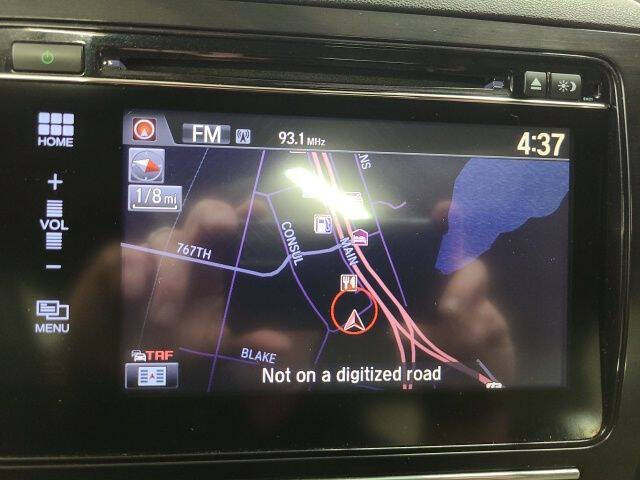 FM
93.1 MHz
4:37
HOME
1/8 mi
+
VOL
−
MENU
767TH
CONSUL
MAIN
BLAKE
TRF
Not on a digitized road